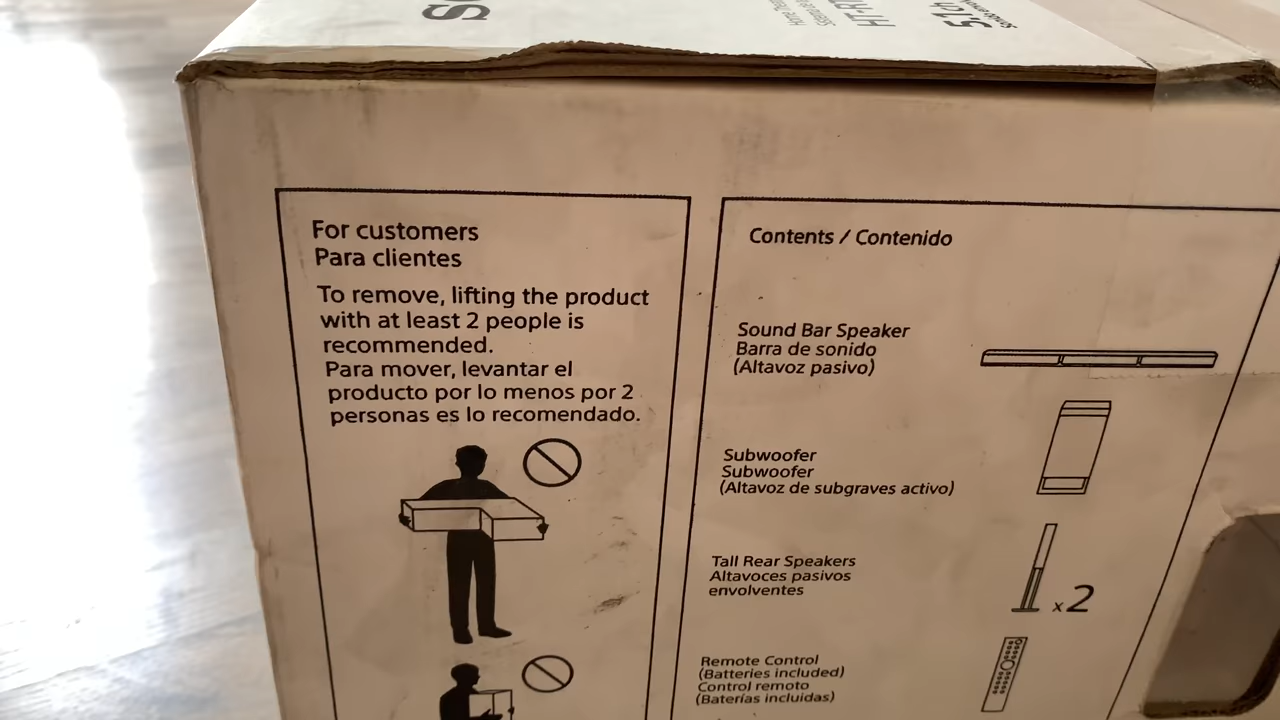 5.1ch
HT-R
For customers
Para clientes
To remove, lifting the product
with at least 2 people is
recommended.
Para mover, levantar el
producto por lo menos por 2
personas es lo recomendado.
Contents / Contenido
Sound Bar Speaker
Barra de sonido
(Altavoz pasivo)
Subwoofer
Subwoofer
(Altavoz de subgraves activo)
Tall Rear Speakers
Altavoces pasivos
envolventes
x2
Remote Control
(Batteries included)
Control remoto
(Baterías incluidas)